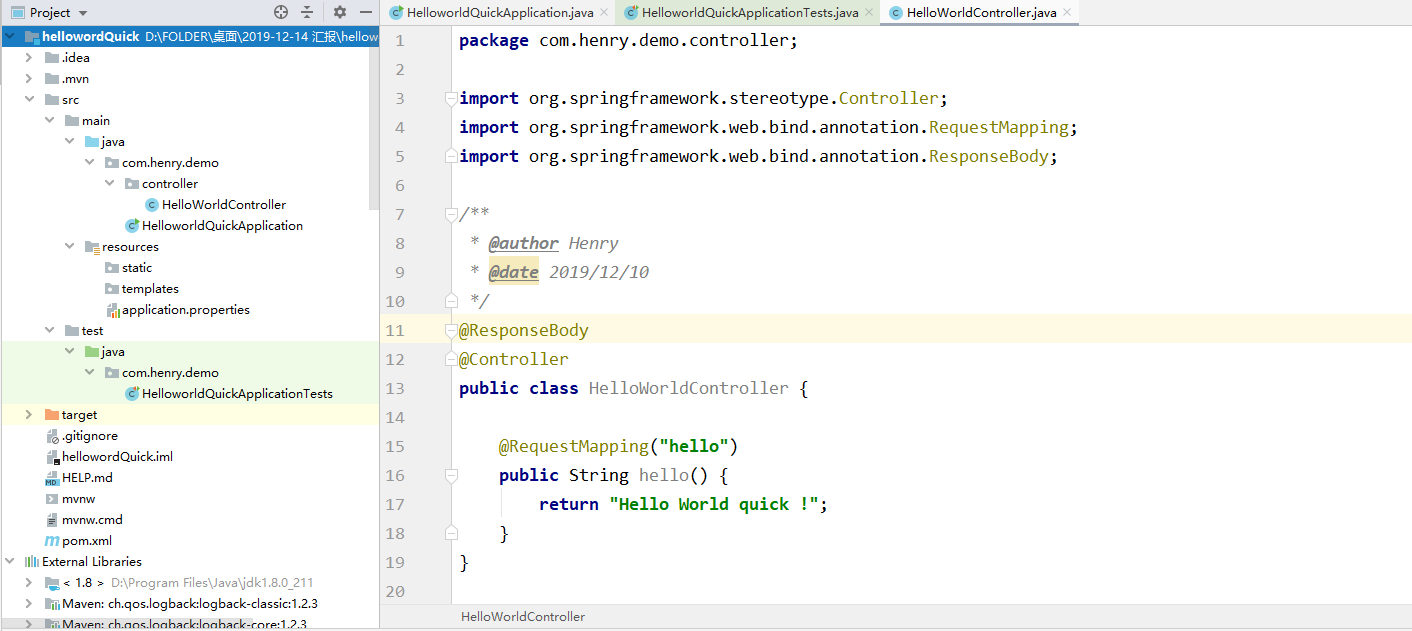 Project
HelloworldQuickApplication.java
HelloworldQuickApplicationTests.java
HelloWorldController.java
hellowordQuick D:\FOLDER\桌面\2019-12-14 汇报\hellow
.idea
.mvn
src
main
java
com.henry.demo
controller
HelloWorldController
HelloworldQuickApplication
resources
static
templates
application.properties
test
java
com.henry.demo
HelloworldQuickApplicationTests
target
.gitignore
hellowordQuick.iml
HELP.md
mvnw
mvnw.cmd
pom.xml
External Libraries
< 1.8 > D:\Program Files\Java\jdk1.8.0_211
Maven: ch.qos.logback:logback-classic:1.2.3
Maven: ch.qos.logback:logback-core:1.2.3
1 package com.henry.demo.controller;
2
3 import org.springframework.stereotype.Controller;
4 import org.springframework.web.bind.annotation.RequestMapping;
5 import org.springframework.web.bind.annotation.ResponseBody;
6
7 /**
8 * @author Henry
9 * @date 2019/12/10
10 */
11 @ResponseBody
12 @Controller
13 public class HelloWorldController {
14
15 @RequestMapping("hello")
16 public String hello() {
17 return "Hello World quick !";
18 }
19 }
20
HelloWorldController